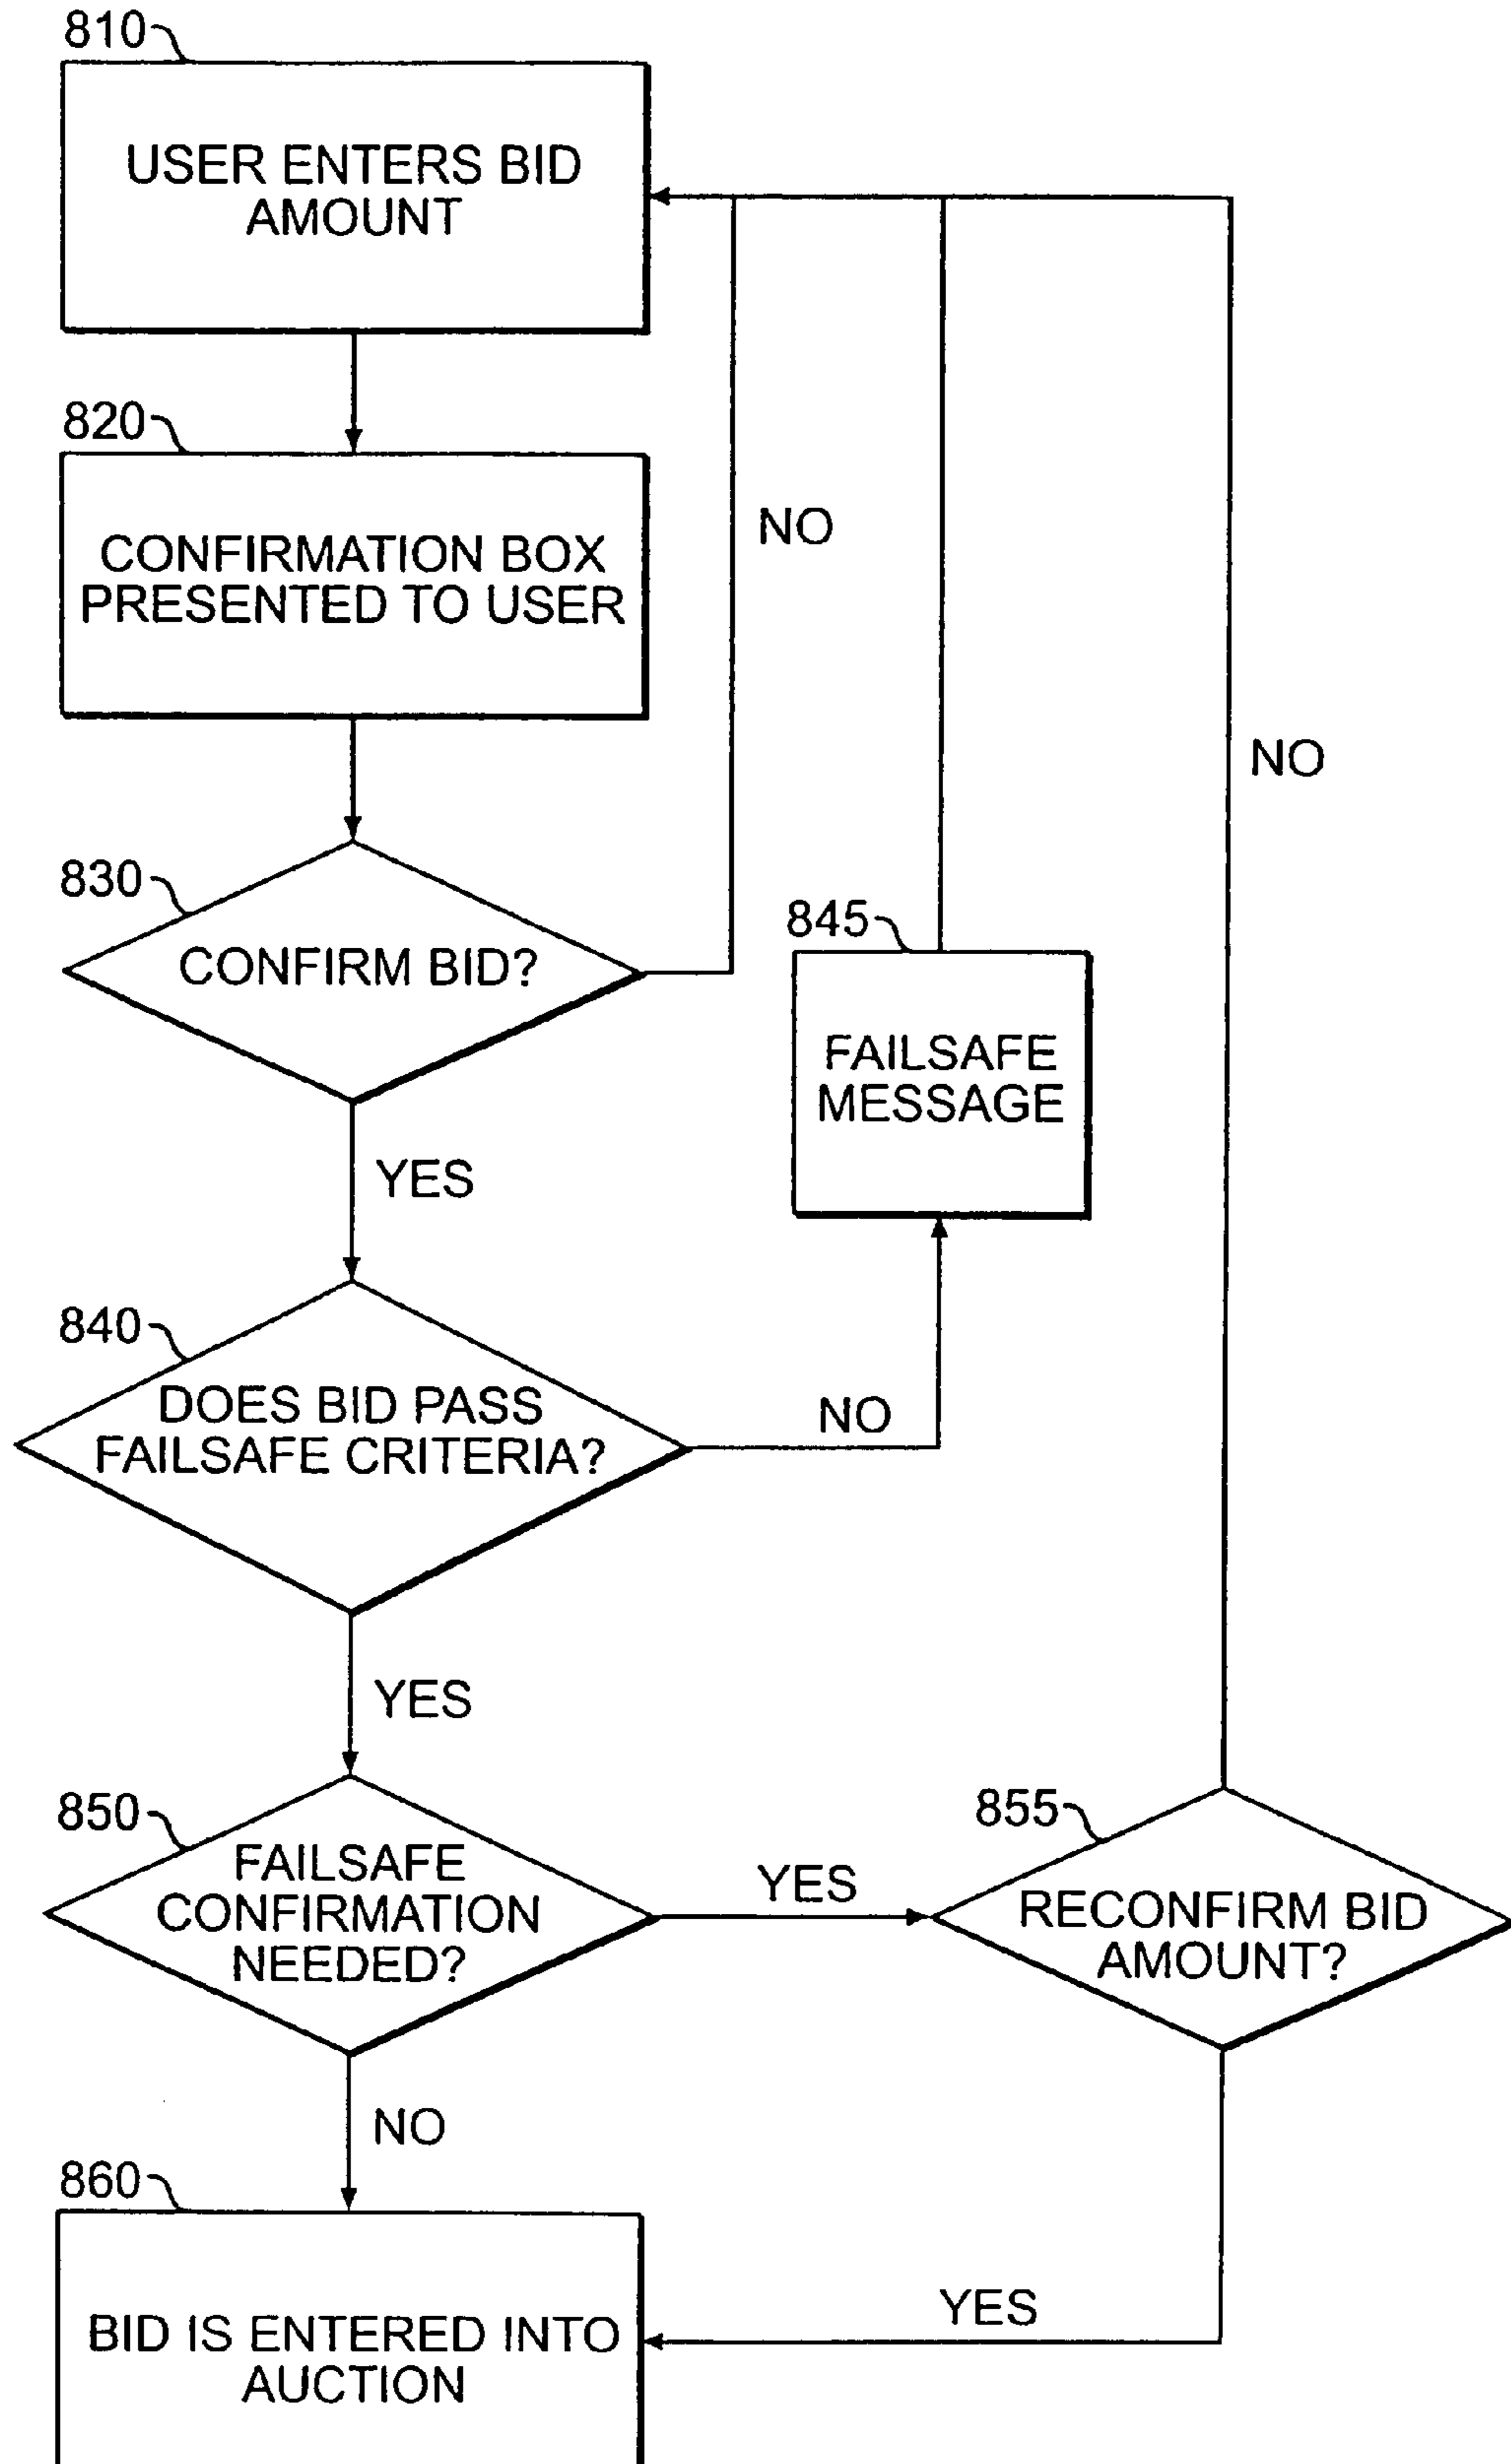 810
USER ENTERS BID
AMOUNT
820
CONFIRMATION BOX
PRESENTED TO USER
NO
NO
830
CONFIRM BID?
845
FAILSAFE
MESSAGE
YES
840
DOES BID PASS
FAILSAFE CRITERIA?
NO
YES
850
FAILSAFE
CONFIRMATION
NEEDED?
YES
855
RECONFIRM BID
AMOUNT?
NO
860
BID IS ENTERED INTO
AUCTION
YES